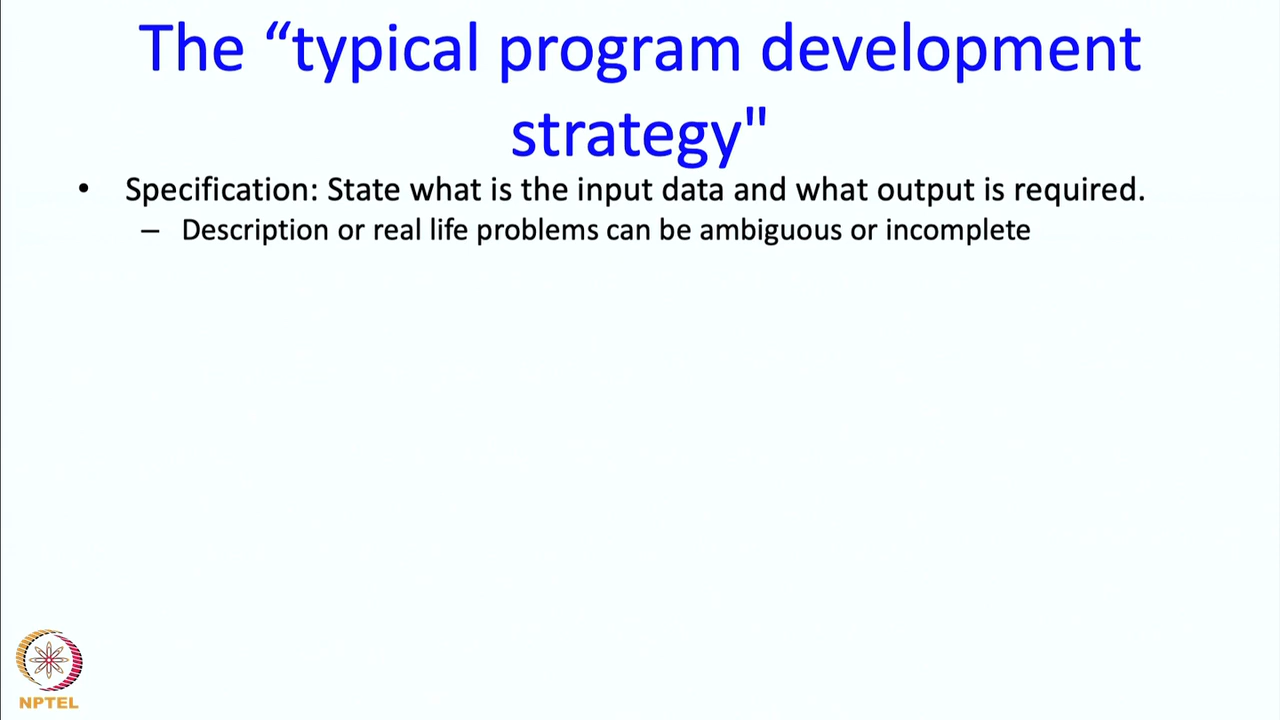 The “typical program development
strategy"
• Specification: State what is the input data and what output is required.
– Description or real life problems can be ambiguous or incomplete
NPTEL